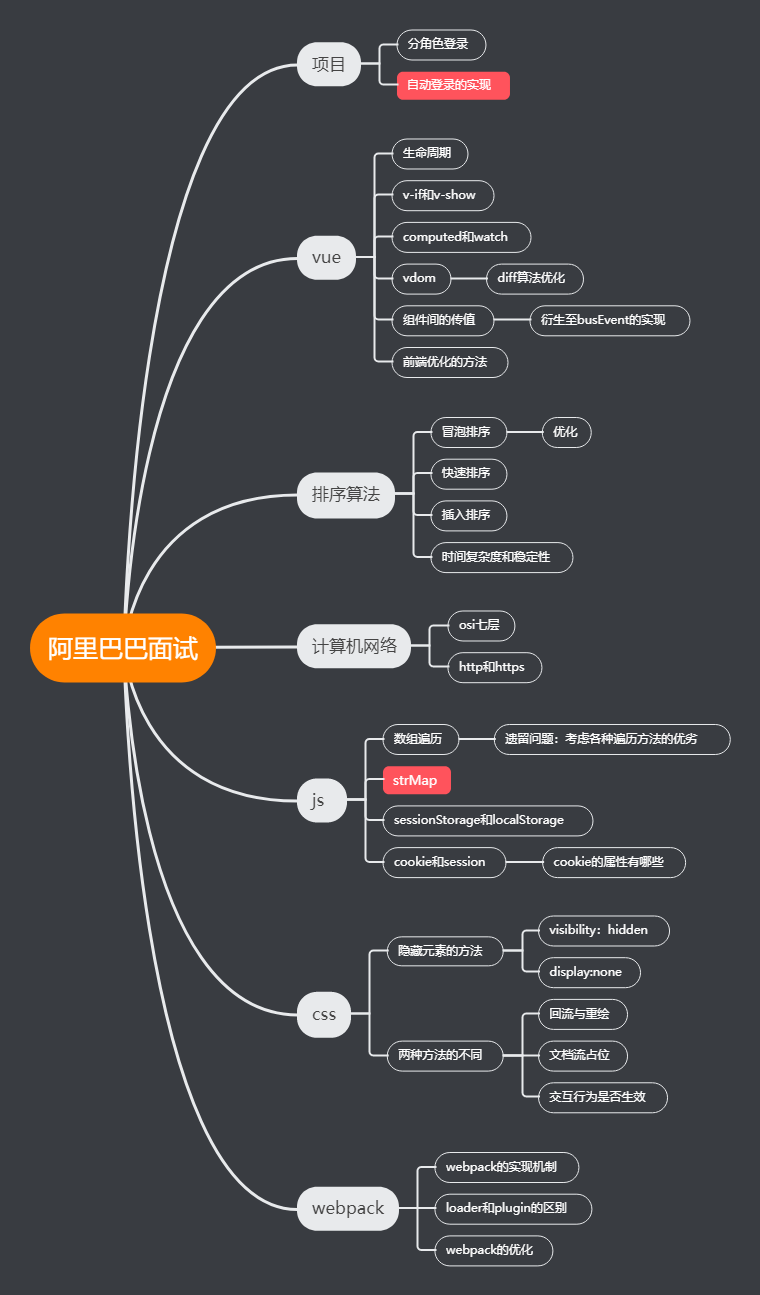 阿里巴巴面试
项目
分角色登录
自动登录的实现
vue
生命周期
v-if和v-show
computed和watch
vdom
diff算法优化
组件间的传值
衍生至busEvent的实现
前端优化的方法
排序算法
冒泡排序
优化
快速排序
插入排序
时间复杂度和稳定性
计算机网络
osi七层
http和https
js
数组遍历
遗留问题：考虑各种遍历方法的优劣
strMap
sessionStorage和localStorage
cookie和session
cookie的属性有哪些
css
隐藏元素的方法
visibility：hidden
display:none
两种方法的不同
回流与重绘
文档流占位
交互行为是否生效
webpack
webpack的实现机制
loader和plugin的区别
webpack的优化